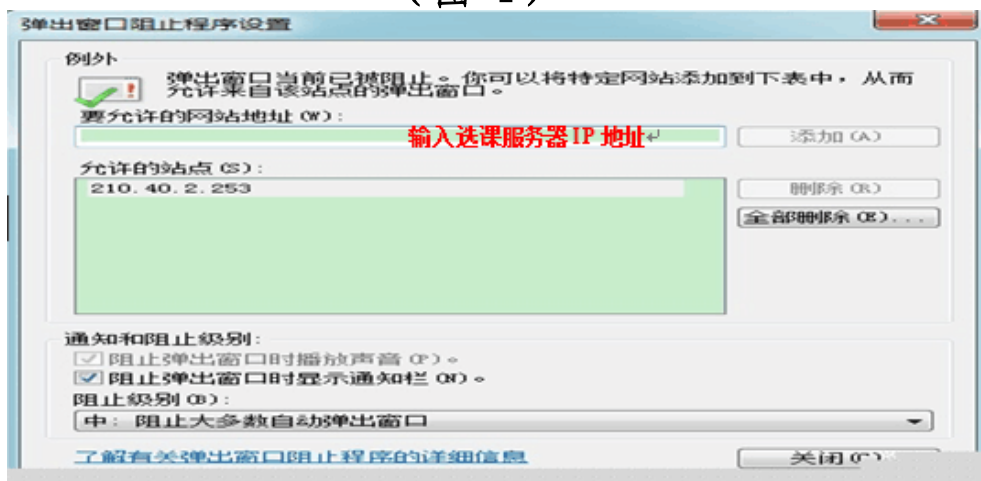 弹出窗口阻止程序设置
例外
弹出窗口当前已被阻止。你可以将特定网站添加到下表中，从而
允许来自该站点的弹出窗口。
要允许的网站地址(W):
输入选课服务器IP 地址↵
添加(A)
允许的站点(S):
210.40.2.253
删除(R)
全部删除(E)...
通知和阻止级别:
阻止弹出窗口时播放声音(P)。
阻止弹出窗口时显示通知栏(N)。
阻止级别(B):
中: 阻止大多数自动弹出窗口
了解有关弹出窗口阻止程序的详细信息
关闭(C)